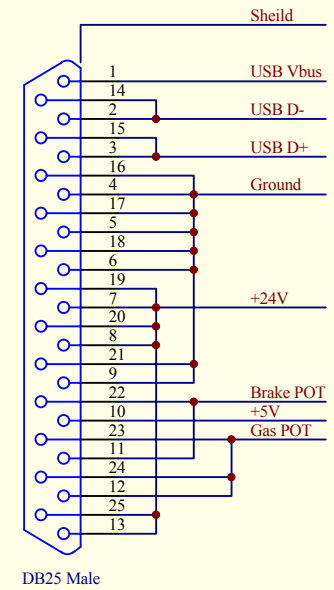 Sheild
1 USB Vbus
14
2 USB D-
15
3 USB D+
16
4 Ground
17
5
18
6
19
7 +24V
20
8
21
9
22 Brake POT
10 +5V
23 Gas POT
11
24
12
25
13
DB25 Male